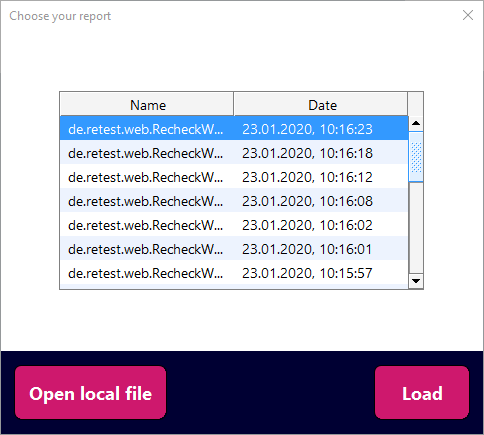 Choose your report
Name Date
de.retest.web.RecheckW... 23.01.2020, 10:16:23
de.retest.web.RecheckW... 23.01.2020, 10:16:18
de.retest.web.RecheckW... 23.01.2020, 10:16:12
de.retest.web.RecheckW... 23.01.2020, 10:16:08
de.retest.web.RecheckW... 23.01.2020, 10:16:02
de.retest.web.RecheckW... 23.01.2020, 10:16:01
de.retest.web.RecheckW... 23.01.2020, 10:15:57
Open local file Load